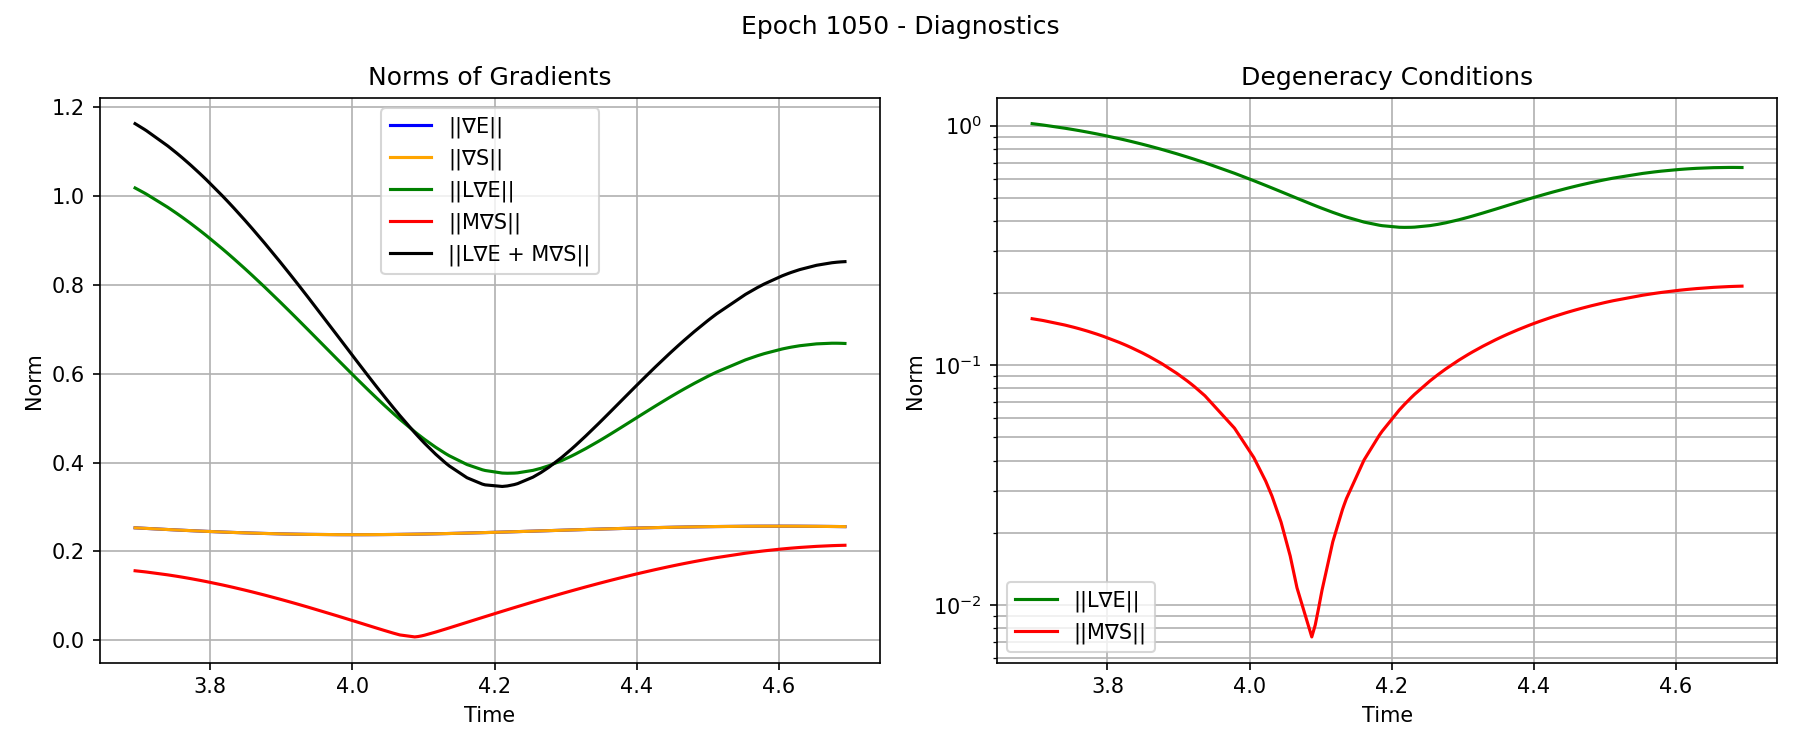 Epoch 1050 - Diagnostics
Norms of Gradients
1.2
1.0
0.8
0.6
0.4
0.2
0.0
Norm
||∇E||
||∇S||
||L∇E||
||M∇S||
||L∇E + M∇S||
3.8
4.0
4.2
4.4
4.6
Time
Degeneracy Conditions
10⁰
10⁻¹
10⁻²
Norm
||L∇E||
||M∇S||
3.8
4.0
4.2
4.4
4.6
Time